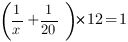 (1/x + 1/20) * 12 = 1